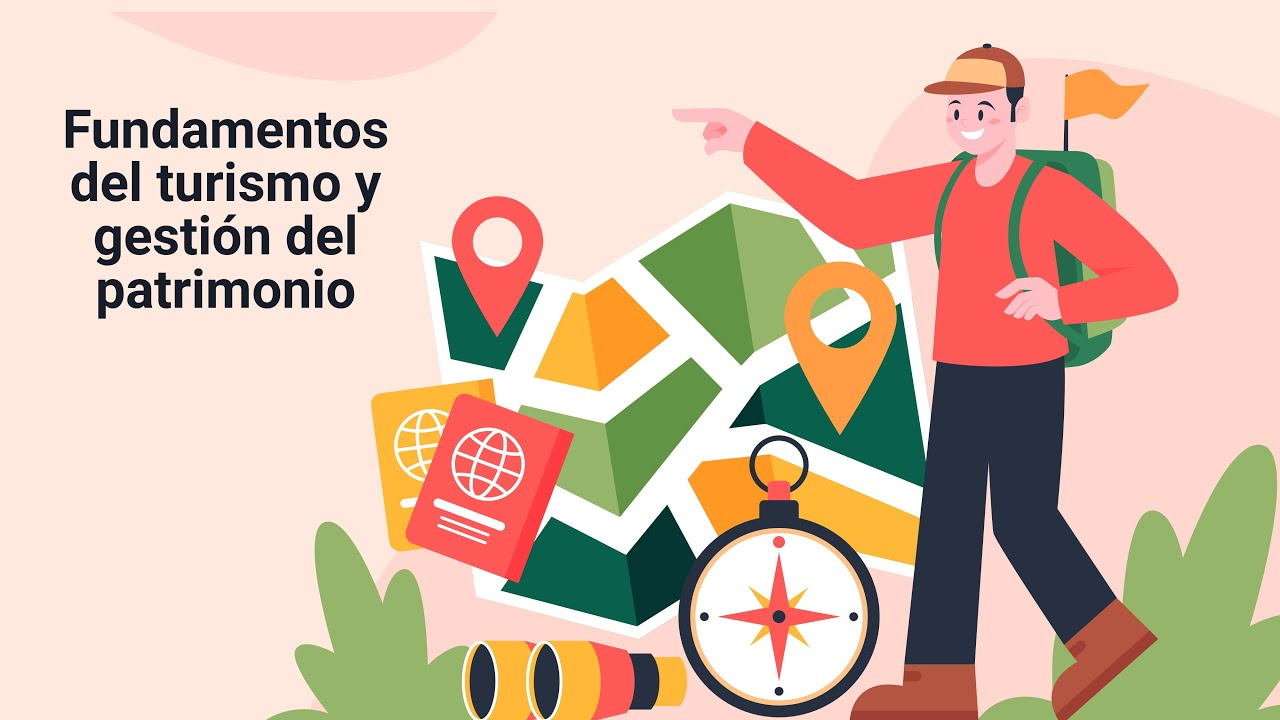 Fundamentos
del turismo y
gestión del
patrimonio